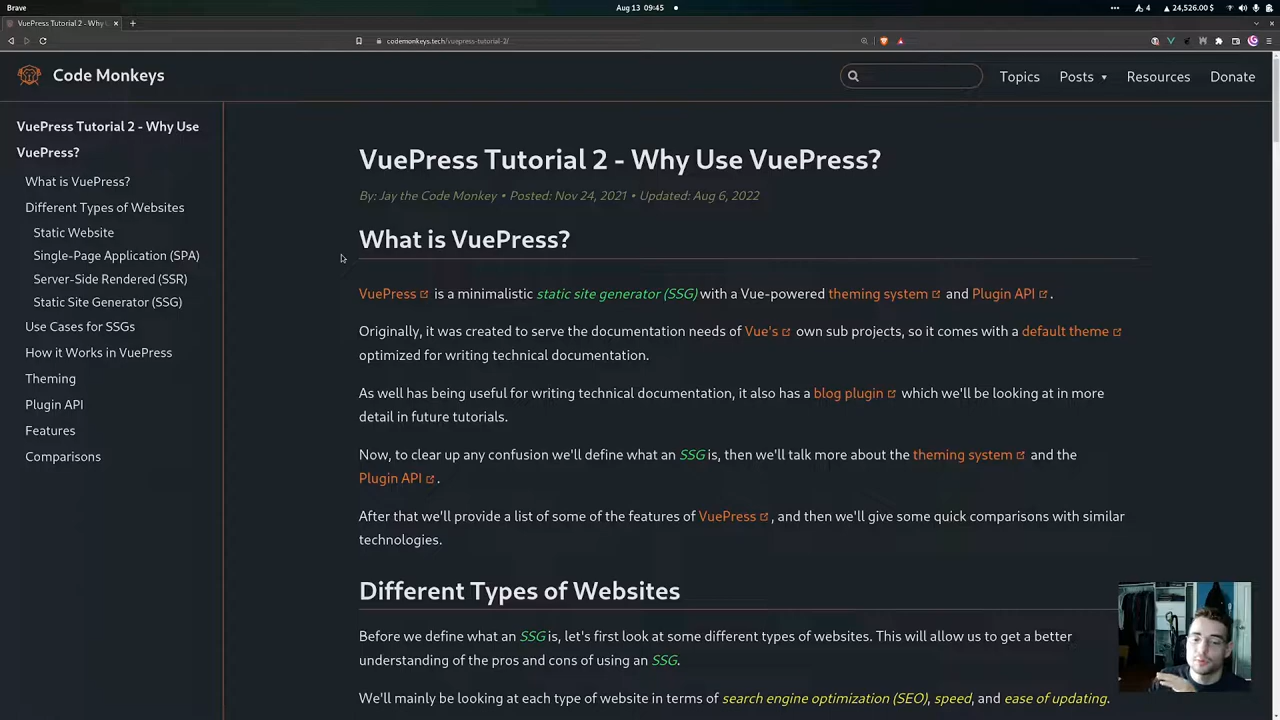 Brave
Aug 13 09:45
4
24,526.00 $
VuePress Tutorial 2 - Why U
codemonkeys.tech/vuepress-tutorial-2/
Code Monkeys
Topics
Posts
Resources
Donate
VuePress Tutorial 2 - Why Use
VuePress?
What is VuePress?
Different Types of Websites
Static Website
Single-Page Application (SPA)
Server-Side Rendered (SSR)
Static Site Generator (SSG)
Use Cases for SSGs
How it Works in VuePress
Theming
Plugin API
Features
Comparisons
VuePress Tutorial 2 - Why Use VuePress?
By: Jay the Code Monkey • Posted: Nov 24, 2021 • Updated: Aug 6, 2022
What is VuePress?
VuePress is a minimalistic static site generator (SSG) with a Vue-powered theming system and Plugin API.
Originally, it was created to serve the documentation needs of Vue's own sub projects, so it comes with a default theme
optimized for writing technical documentation.
As well has being useful for writing technical documentation, it also has a blog plugin which we'll be looking at in more
detail in future tutorials.
Now, to clear up any confusion we'll define what an SSG is, then we'll talk more about the theming system and the
Plugin API.
After that we'll provide a list of some of the features of VuePress, and then we'll give some quick comparisons with similar
technologies.
Different Types of Websites
Before we define what an SSG is, let's first look at some different types of websites. This will allow us to get a better
understanding of the pros and cons of using an SSG.
We'll mainly be looking at each type of website in terms of search engine optimization (SEO), speed, and ease of updating.